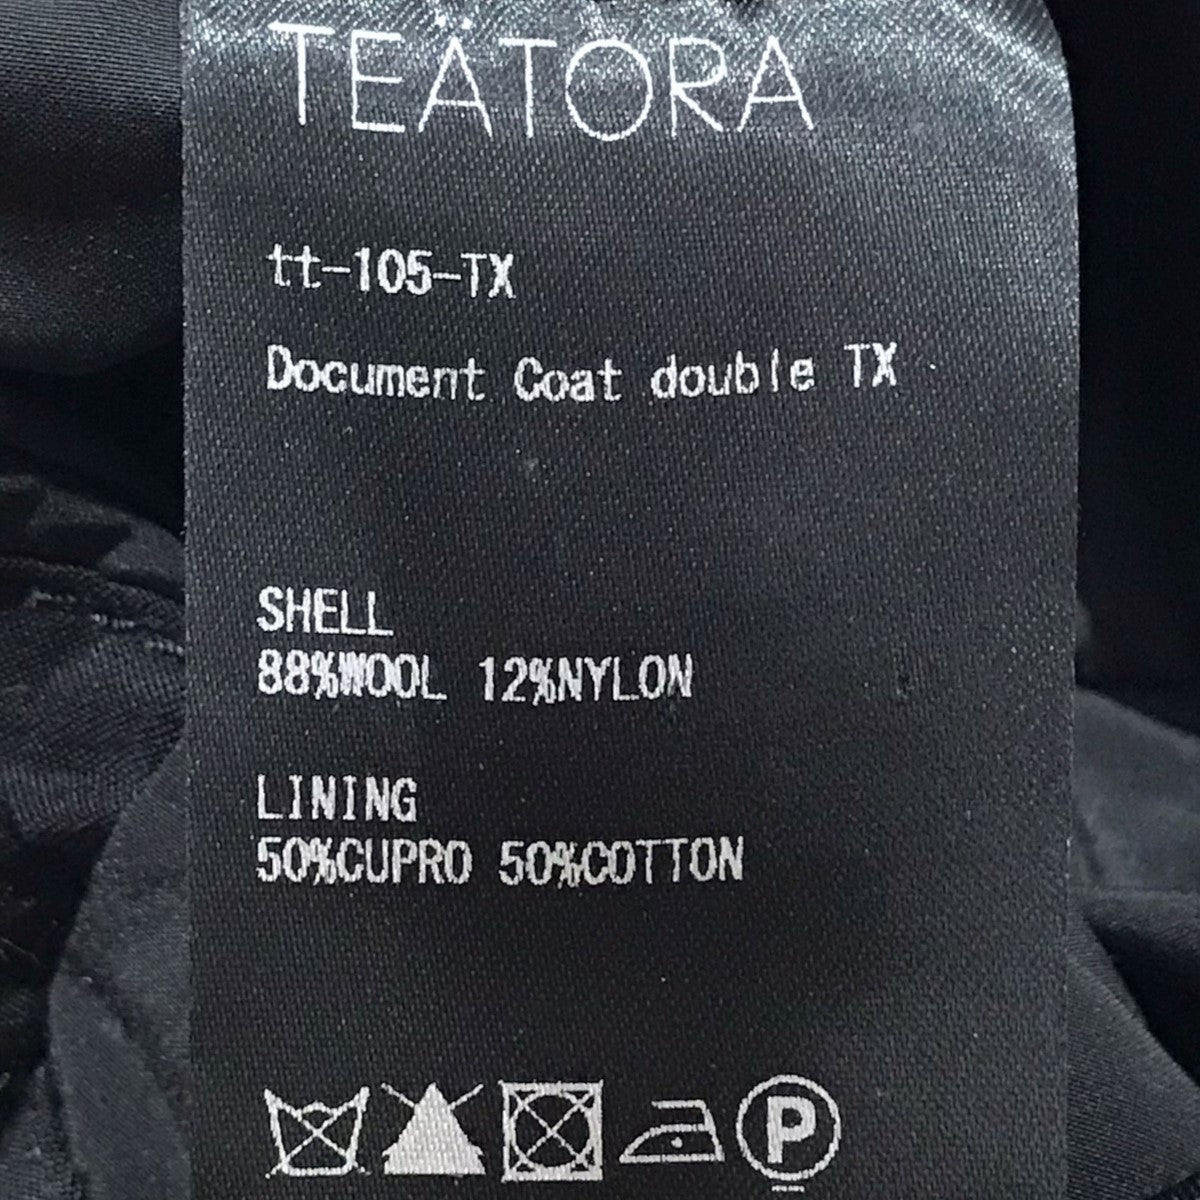 TEÄTORA
tt-105-TX
Document Coat double TX
SHELL
88%WOOL 12%NYLON
LINING
50%CUPRO 50%COTTON
P